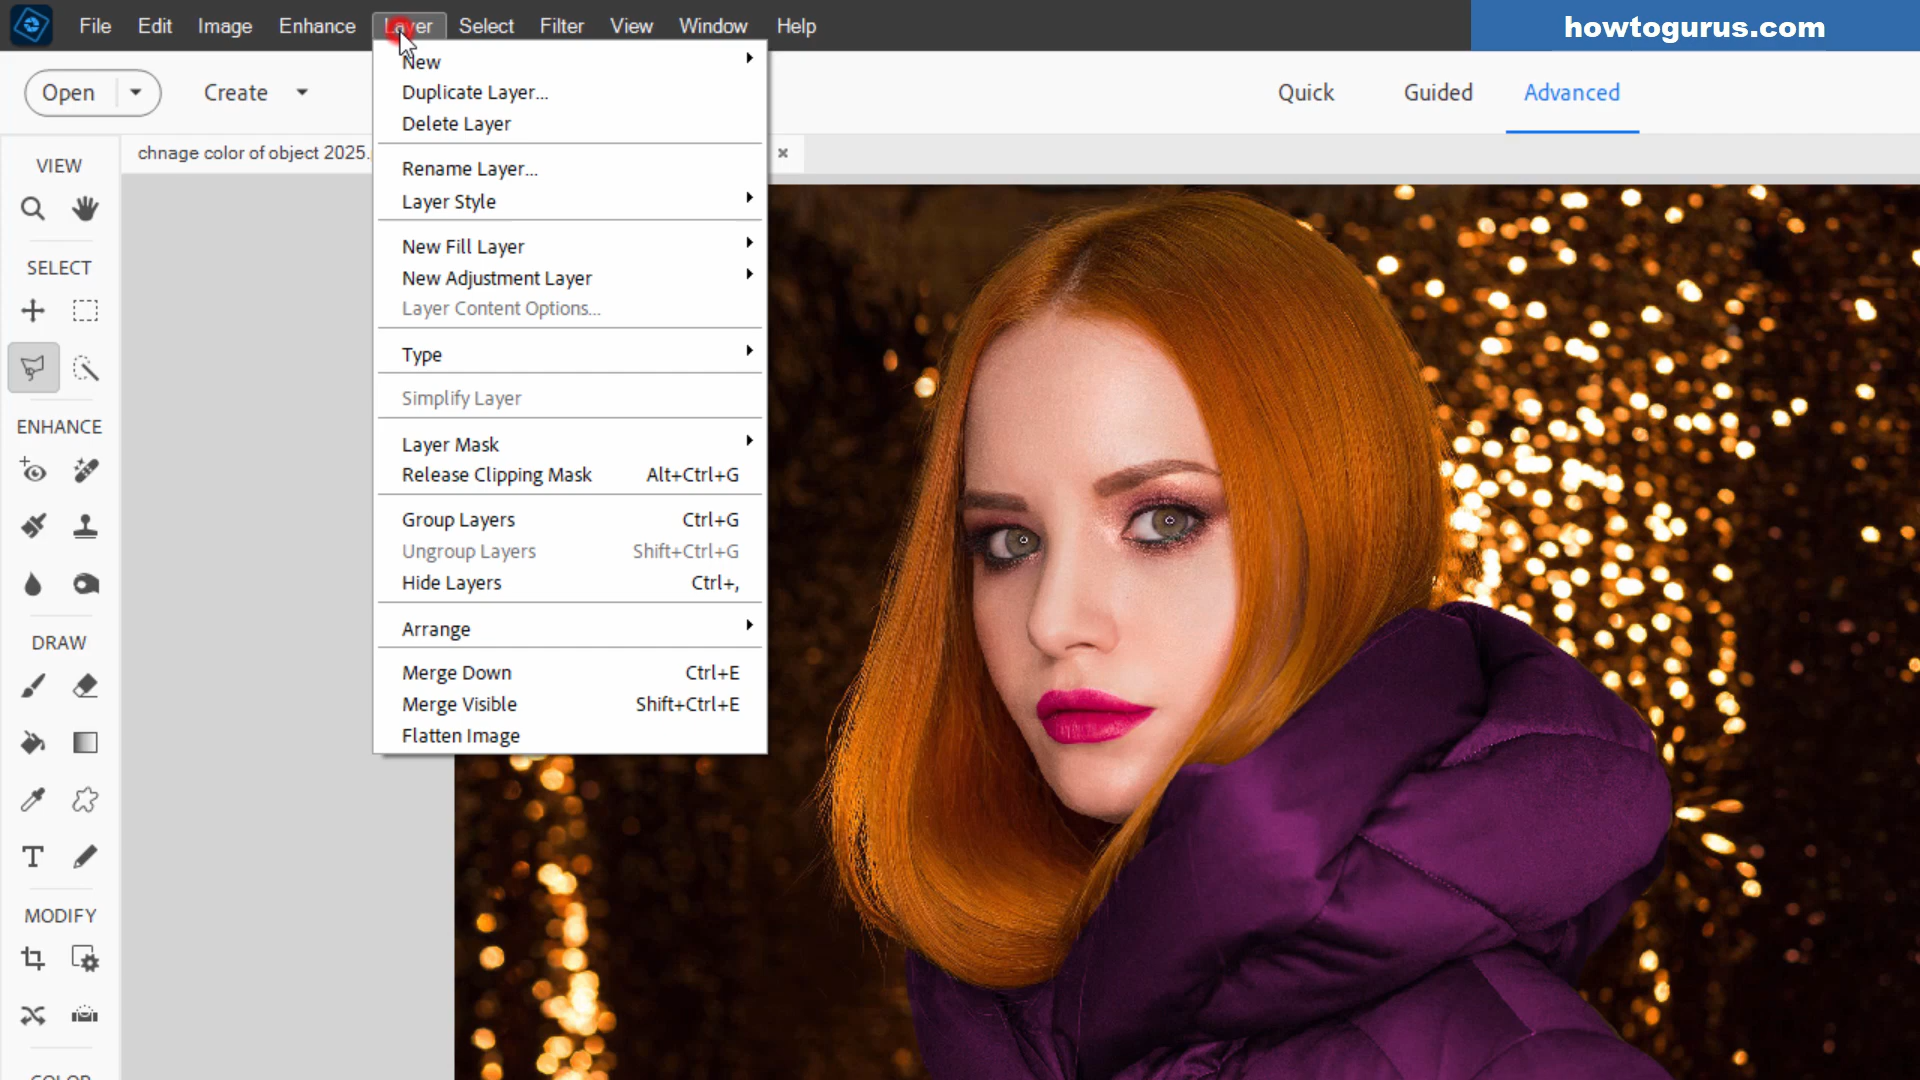 File Edit Image Enhance Layer Select Filter View Window Help
howtogurus.com
Open Create Quick Guided Advanced
chnage color of object 2025.
VIEW
SELECT
ENHANCE
DRAW
MODIFY
COLOR
New
Duplicate Layer...
Delete Layer
Rename Layer...
Layer Style
New Fill Layer
New Adjustment Layer
Layer Content Options...
Type
Simplify Layer
Layer Mask
Release Clipping Mask Alt+Ctrl+G
Group Layers Ctrl+G
Ungroup Layers Shift+Ctrl+G
Hide Layers Ctrl+,
Arrange
Merge Down Ctrl+E
Merge Visible Shift+Ctrl+E
Flatten Image